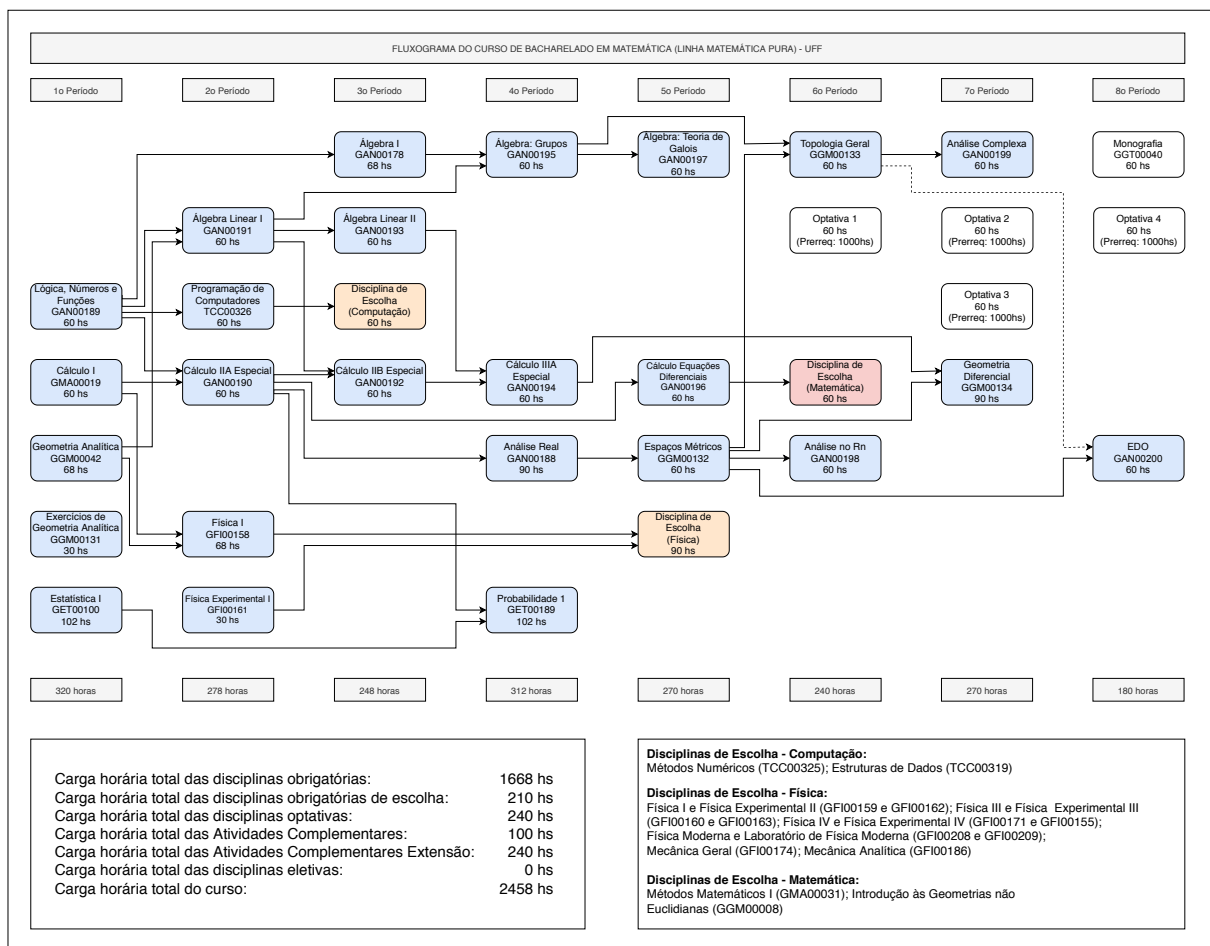 FLUXOGRAMA DO CURSO DE BACHARELADO EM MATEMÁTICA (LINHA MATEMÁTICA PURA) - UFF
1o Período
2o Período
3o Período
4o Período
5o Período
6o Período
7o Período
8o Período
Álgebra I
GAN00178
68 hs
Álgebra: Grupos
GAN00195
60 hs
Álgebra: Teoria de
Galois
GAN00197
60 hs
Topologia Geral
GGM00133
60 hs
Análise Complexa
GAN00199
60 hs
Monografia
GGT00040
60 hs
Álgebra Linear I
GAN00191
60 hs
Álgebra Linear II
GAN00193
60 hs
Optativa 1
60 hs
(Prerreq: 1000hs)
Optativa 2
60 hs
(Prerreq: 1000hs)
Optativa 4
60 hs
(Prerreq: 1000hs)
Lógica, Números e
Funções
GAN00189
60 hs
Programação de
Computadores
TCC00326
60 hs
Disciplina de
Escolha
(Computação)
60 hs
Optativa 3
60 hs
(Prerreq: 1000hs)
Cálculo I
GMA00019
60 hs
Cálculo IIA Especial
GAN00190
60 hs
Cálculo IIB Especial
GAN00192
60 hs
Cálculo IIIA
Especial
GAN00194
60 hs
Cálculo Equações
Diferenciais
GAN00196
60 hs
Disciplina de
Escolha
(Matemática)
60 hs
Geometria
Diferencial
GGM00134
90 hs
Geometria Analítica
GGM00042
68 hs
Análise Real
GAN00188
90 hs
Espaços Métricos
GGM00132
60 hs
Análise no Rn
GAN00198
60 hs
EDO
GAN00200
60 hs
Exercícios de
Geometria Analítica
GGM00131
30 hs
Física I
GFI00158
68 hs
Disciplina de
Escolha
(Física)
90 hs
Estatística I
GET00100
102 hs
Física Experimental I
GFI00161
30 hs
Probabilidade 1
GET00189
102 hs
320 horas
278 horas
248 horas
312 horas
270 horas
240 horas
270 horas
180 horas
Carga horária total das disciplinas obrigatórias: 1668 hs
Carga horária total das disciplinas obrigatórias de escolha: 210 hs
Carga horária total das disciplinas optativas: 240 hs
Carga horária total das Atividades Complementares: 100 hs
Carga horária total das Atividades Complementares Extensão: 240 hs
Carga horária total das disciplinas eletivas: 0 hs
Carga horária total do curso: 2458 hs
Disciplinas de Escolha - Computação:
Métodos Numéricos (TCC00325); Estruturas de Dados (TCC00319)
Disciplinas de Escolha - Física:
Física I e Física Experimental II (GFI00159 e GFI00162); Física III e Física Experimental III
(GFI00160 e GFI00163); Física IV e Física Experimental IV (GFI00171 e GFI00155);
Física Moderna e Laboratório de Física Moderna (GFI00208 e GFI00209);
Mecânica Geral (GFI00174); Mecânica Analítica (GFI00186)
Disciplinas de Escolha - Matemática:
Métodos Matemáticos I (GMA00031); Introdução às Geometrias não
Euclidianas (GGM00008)